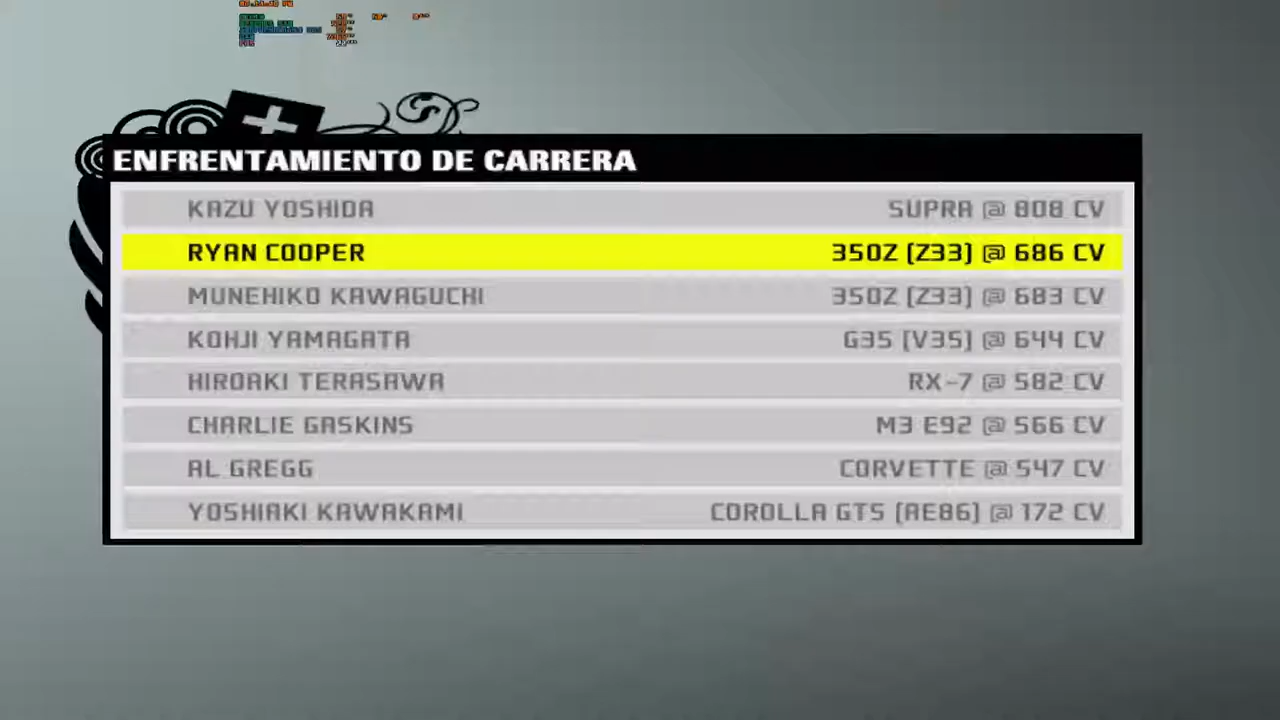 ENFRENTAMIENTO DE CARRERA
KAZU YOSHIDA SUPRA @ 808 CV
RYAN COOPER 350Z [Z33] @ 686 CV
MUNEHIKO KAWAGUCHI 350Z [Z33] @ 683 CV
KOHJI YAMAGATA G35 [V35] @ 644 CV
HIROAKI TERASAWA RX-7 @ 582 CV
CHARLIE GASKINS M3 E92 @ 566 CV
AL GREGG CORVETTE @ 547 CV
YOSHIAKI KAWAKAMI COROLLA GTS [AE86] @ 172 CV